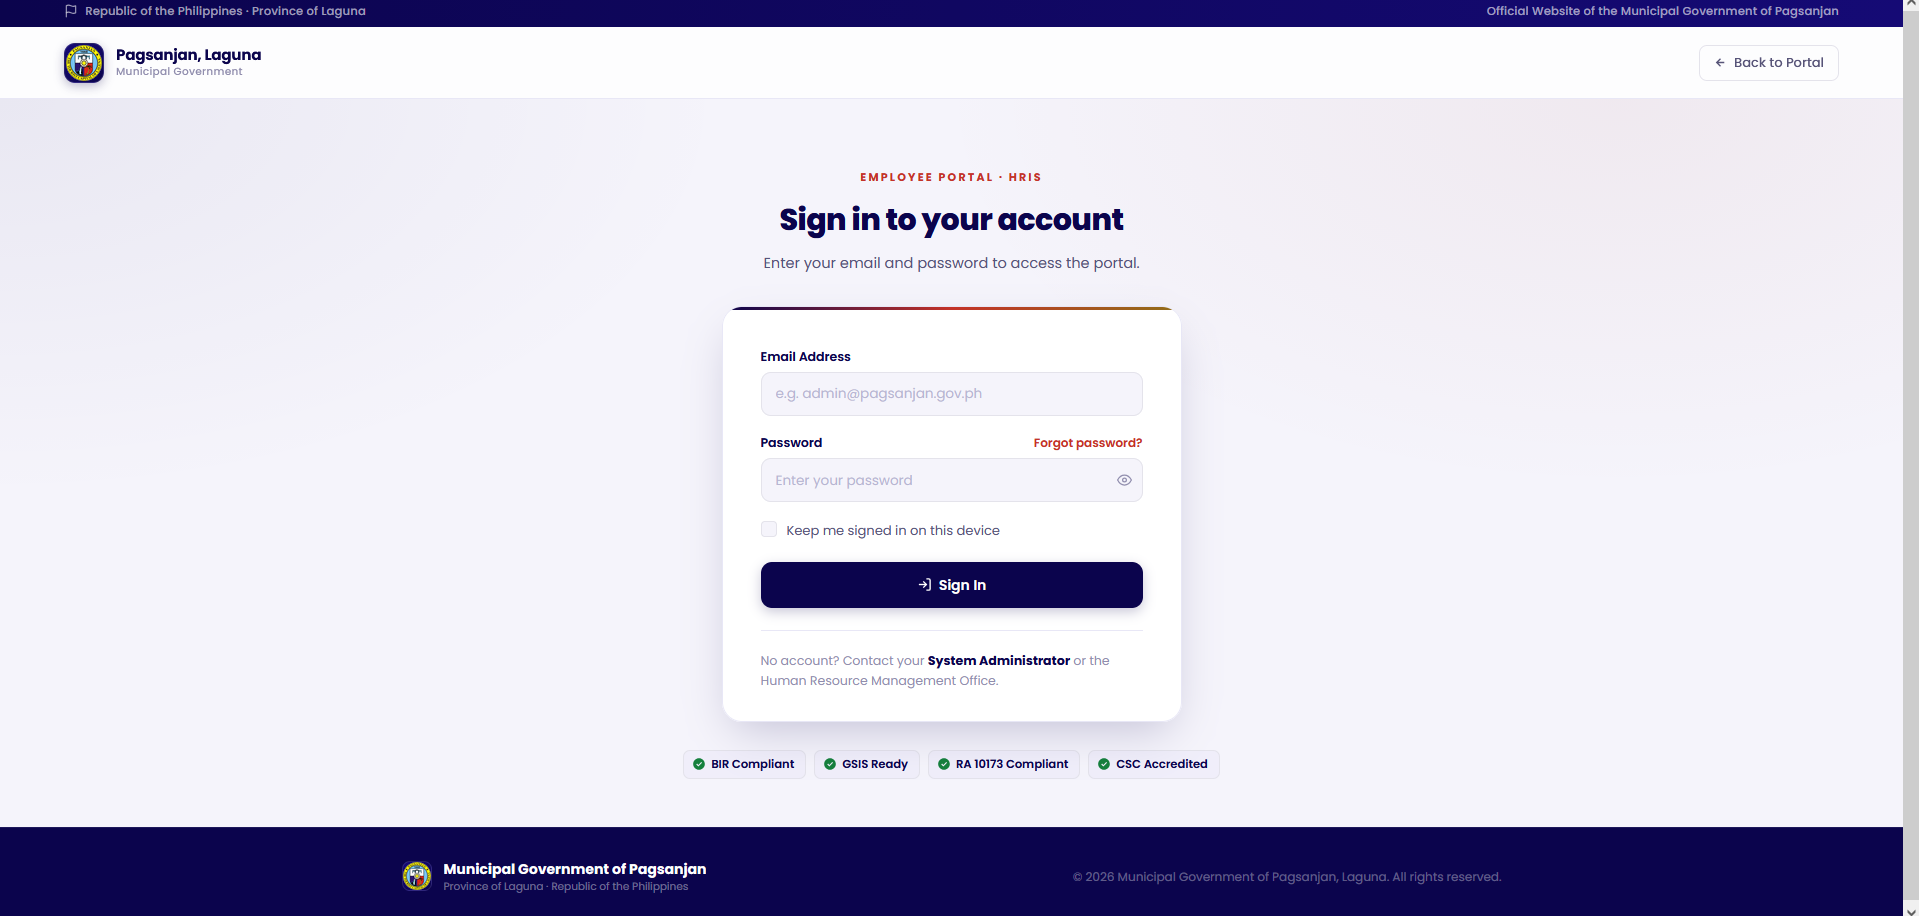 Republic of the Philippines · Province of Laguna
Official Website of the Municipal Government of Pagsanjan
Pagsanjan, Laguna
Municipal Government
Back to Portal
EMPLOYEE PORTAL · HRIS
Sign in to your account
Enter your email and password to access the portal.
Email Address
e.g. admin@pagsanjan.gov.ph
Password
Forgot password?
Enter your password
Keep me signed in on this device
Sign In
No account? Contact your System Administrator or the
Human Resource Management Office.
BIR Compliant
GSIS Ready
RA 10173 Compliant
CSC Accredited
Municipal Government of Pagsanjan
Province of Laguna · Republic of the Philippines
© 2026 Municipal Government of Pagsanjan, Laguna. All rights reserved.